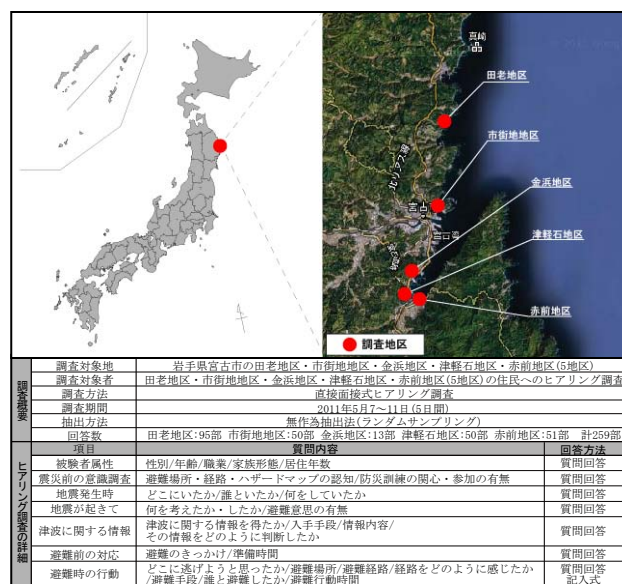 真崎
田老地区
市街地地区
北リアス線
金浜地区
宮古
宮古湾
津軽石地区
赤前地区
調査地区
調査概要
調査対象地 岩手県宮古市の田老地区・市街地地区・金浜地区・津軽石地区・赤前地区(5地区)
調査対象者 田老地区・市街地地区・金浜地区・津軽石地区・赤前地区(5地区)の住民へのヒアリング調査
調査方法 直接面接式ヒアリング調査
調査期間 2011年5月7～11日(5日間)
抽出方法 無作為抽出法(ランダムサンプリング)
回答数 田老地区:95部 市街地地区:50部 金浜地区:13部 津軽石地区:50部 赤前地区:51部 計259部
ヒアリング調査の詳細
項目 質問内容 回答方法
被験者属性 性別/年齢/職業/家族形態/居住年数 質問回答
震災前の意識調査 避難場所・経路・ハザードマップの認知/防災訓練の関心・参加の有無 質問回答
地震発生時 どこにいたか/誰といたか/何をしていたか 質問回答
地震が起きて 何を考えたか・したか/避難意思の有無 質問回答
津波に関する情報 津波に関する情報を得たか/入手手段/情報内容/
その情報をどのように判断したか 質問回答
避難前の対応 避難のきっかけ/準備時間 質問回答
避難時の行動 どこに逃げようと思ったか/避難場所/避難経路/経路をどのように感じたか
/避難手段/誰と避難したか/避難行動時間 質問回答
記入式